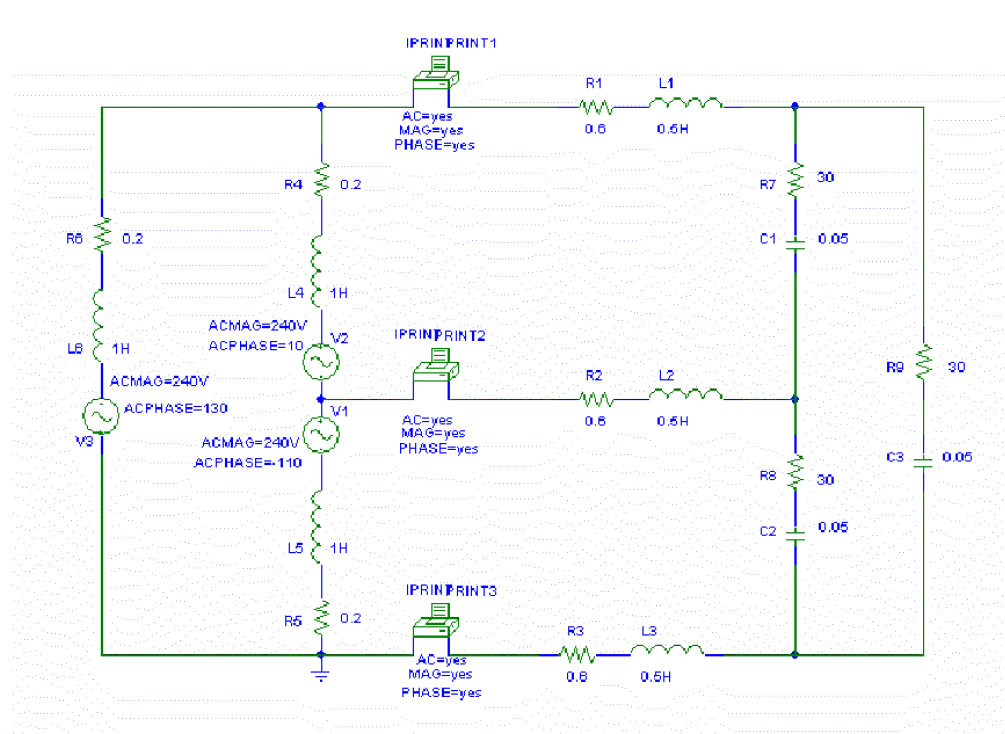 IPRINTPRINT1
AC=yes
MAG=yes
PHASE=yes
R1
0.6
L1
0.5H
R4
0.2
R7
30
R6
0.2
C1
0.05
L4
1H
L6
1H
ACMAG=240V
ACPHASE=10
V2
IPRINTPRINT2
AC=yes
MAG=yes
PHASE=yes
R2
0.6
L2
0.5H
R9
30
ACMAG=240V
ACPHASE=130
V3
V1
ACMAG=240V
ACPHASE=-110
C3
0.05
R8
30
C2
0.05
L5
1H
IPRINTPRINT3
AC=yes
MAG=yes
PHASE=yes
R5
0.2
R3
0.6
L3
0.5H